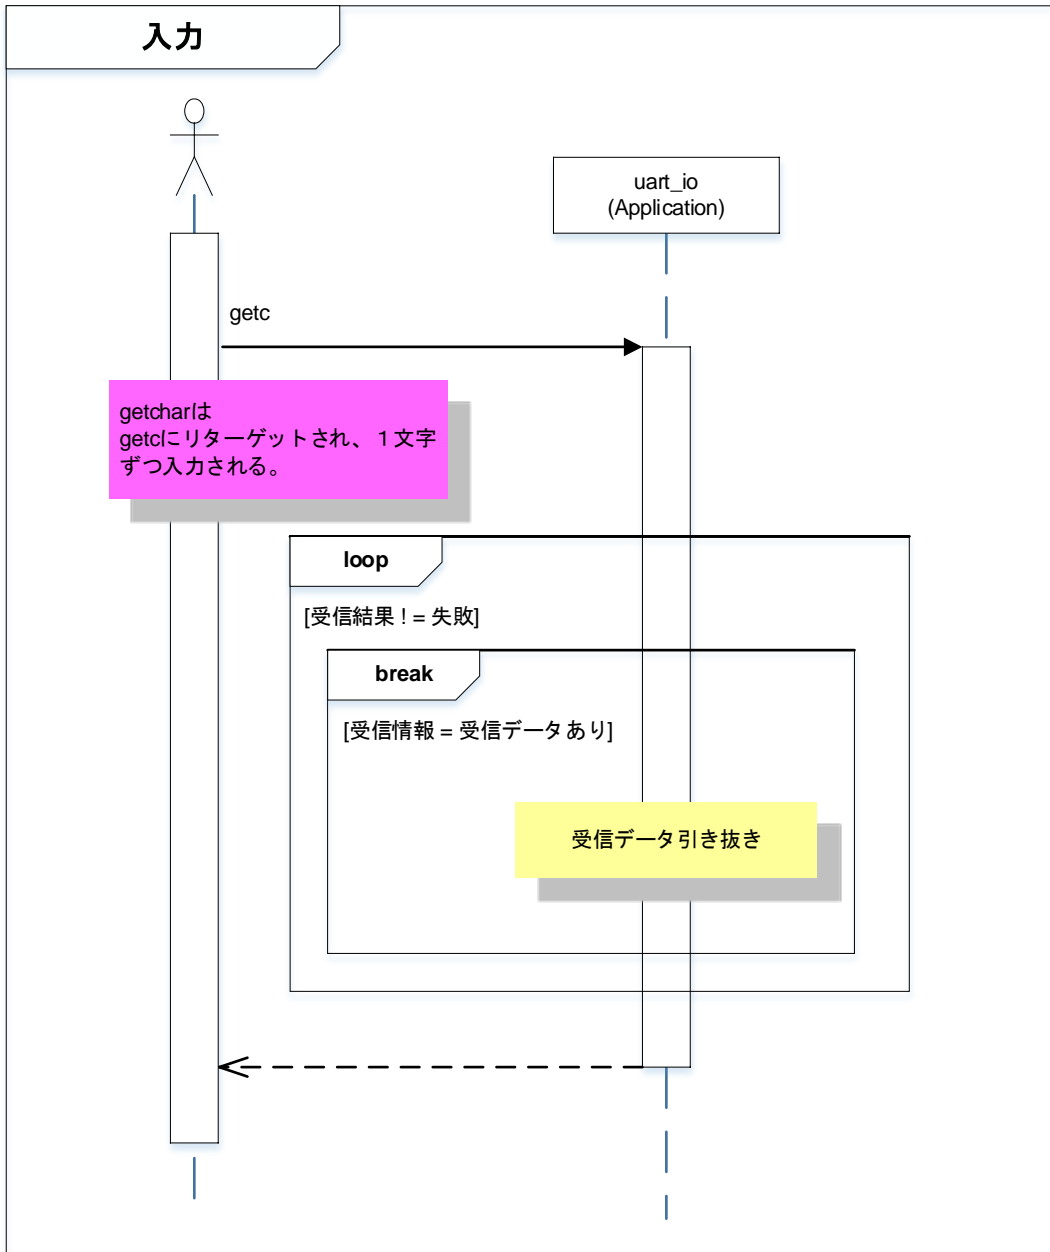 入力
uart_io
(Application)
getc
getcharは
getcにリターゲットされ、１文字
ずつ入力される。
loop
[受信結果 != 失敗]
break
[受信情報 = 受信データあり]
受信データ引き抜き